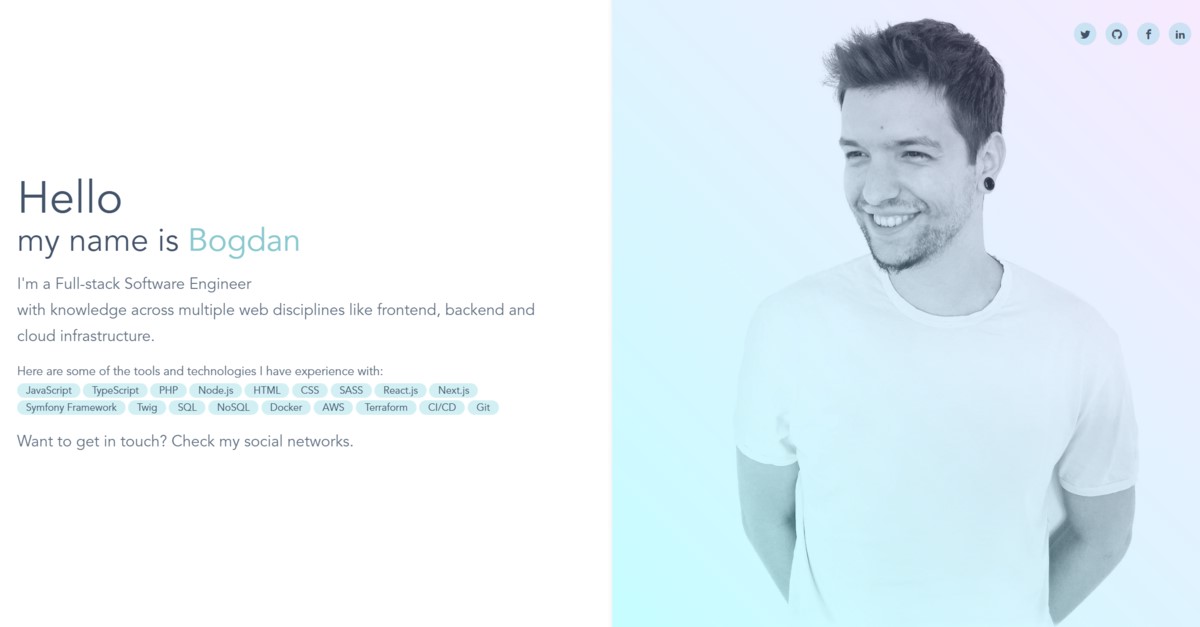 Hello
my name is Bogdan
I'm a Full-stack Software Engineer
with knowledge across multiple web disciplines like frontend, backend and
cloud infrastructure.
Here are some of the tools and technologies I have experience with:
JavaScript TypeScript PHP Node.js HTML CSS SASS React.js Next.js
Symfony Framework Twig SQL NoSQL Docker AWS Terraform CI/CD Git
Want to get in touch? Check my social networks.